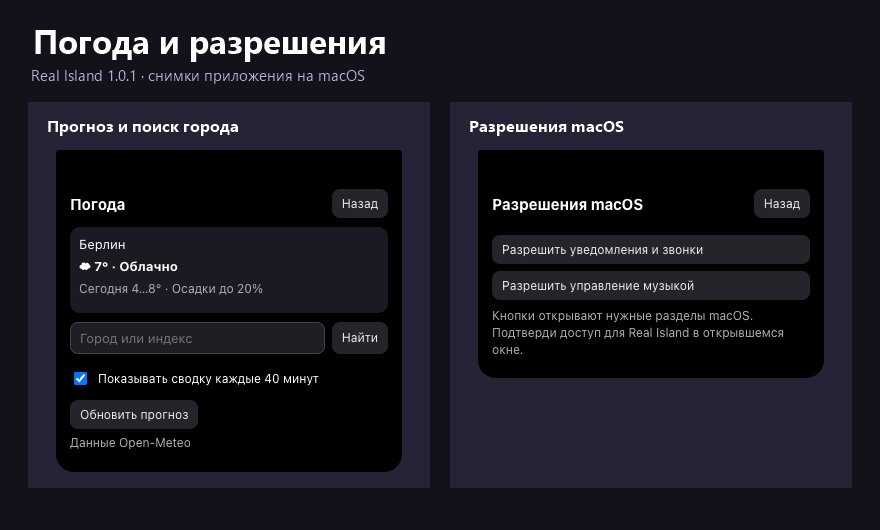 Погода и разрешения
Real Island 1.0.1 · снимки приложения на macOS
Прогноз и поиск города
Погода
Назад
Берлин
7° · Облачно
Сегодня 4…8° · Осадки до 20%
Город или индекс
Найти
Показывать сводку каждые 40 минут
Обновить прогноз
Данные Open-Meteo
Разрешения macOS
Разрешения macOS
Назад
Разрешить уведомления и звонки
Разрешить управление музыкой
Кнопки открывают нужные разделы macOS.
Подтверди доступ для Real Island в открывшемся
окне.